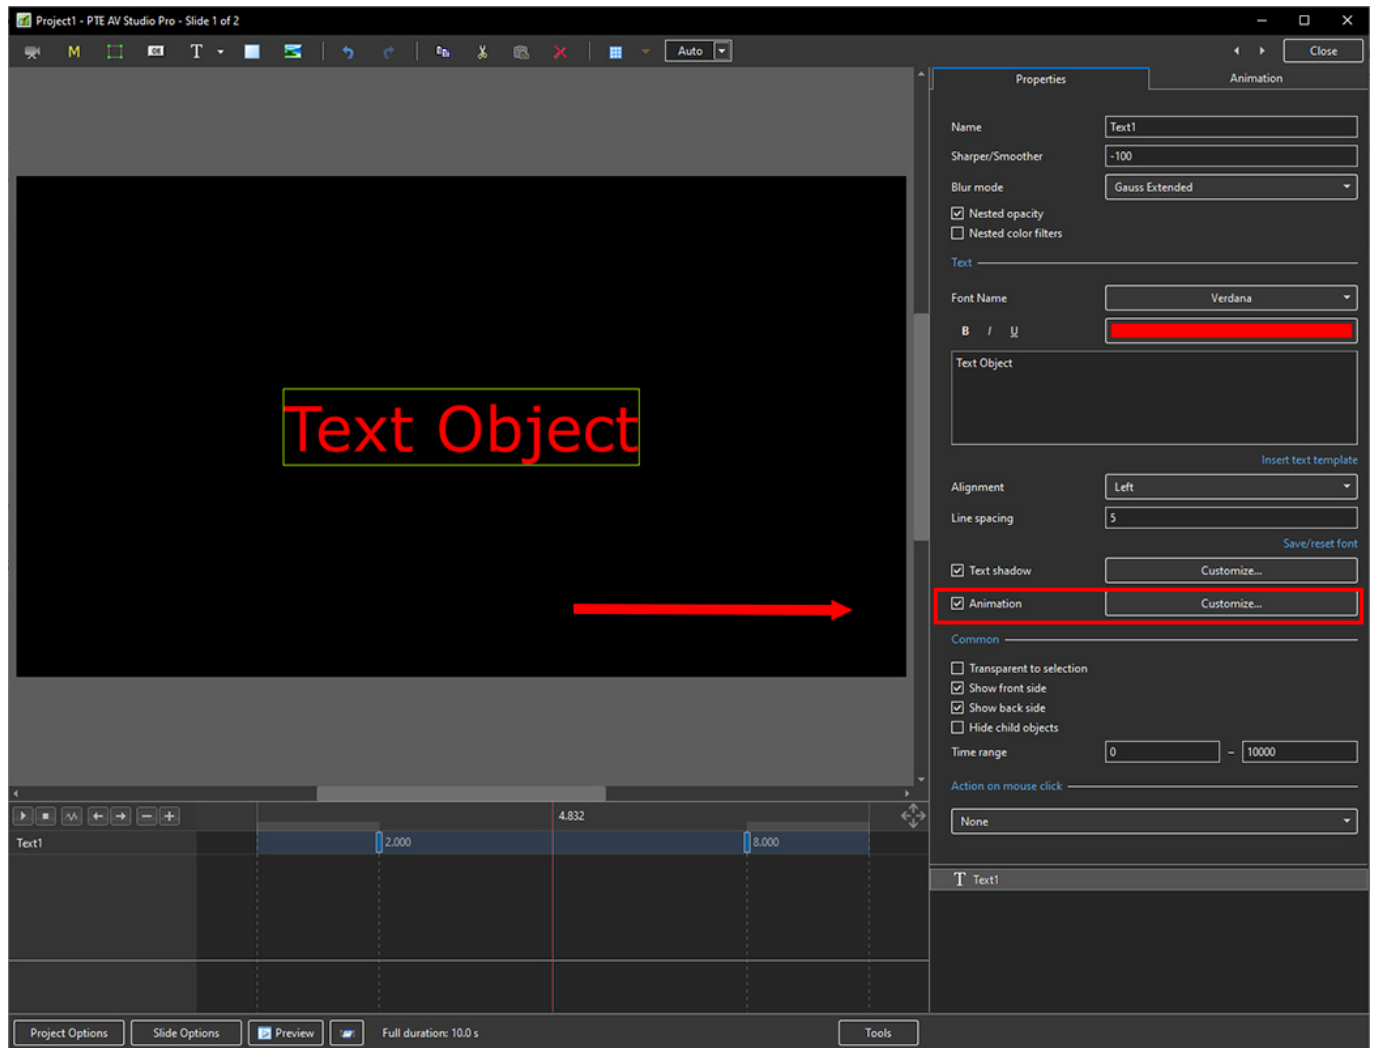 Project1 - PTE AV Studio Pro - Slide 1 of 2
M OK T Auto Close
Properties Animation
Name Text1
Sharper/Smoother -100
Blur mode Gauss Extended
Nested opacity
Nested color filters
Text
Font Name Verdana
B I U
Text Object
Text Object
Insert text template
Alignment Left
Line spacing 5
Save/reset font
Text shadow Customize...
Animation Customize...
Common
Transparent to selection
Show front side
Show back side
Hide child objects
Time range 0 – 10000
Action on mouse click
None
4.832
Text1 2.000 8.000
T Text1
Project Options Slide Options Preview Full duration: 10.0 s Tools